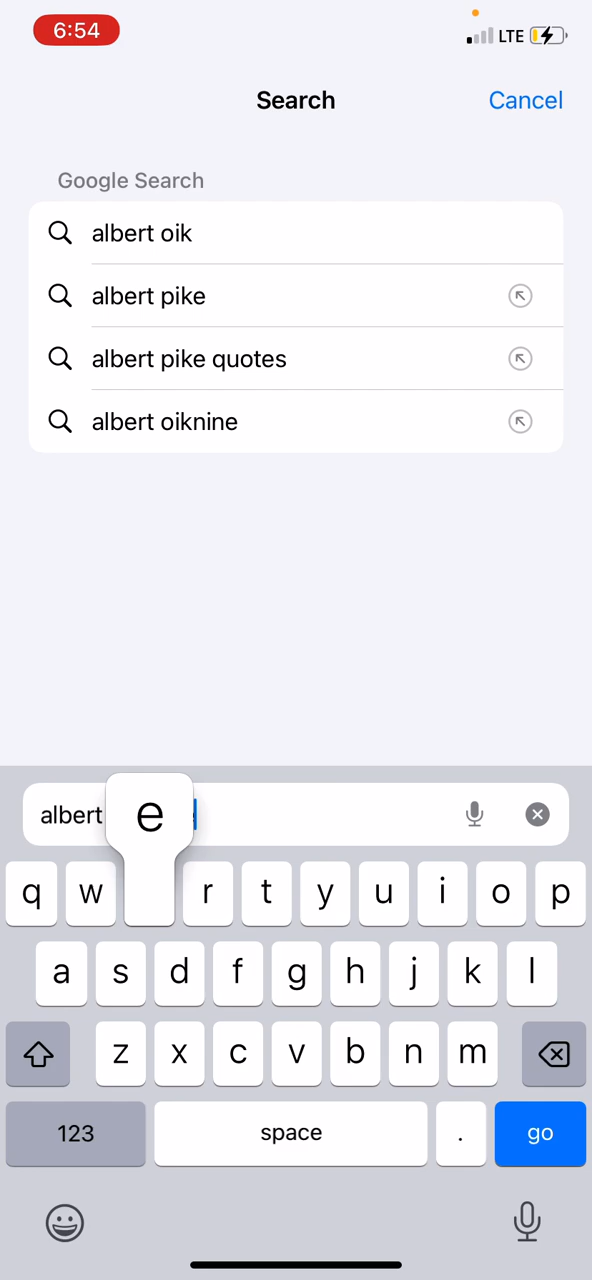 6:54
LTE
Search
Cancel
Google Search
albert oik
albert pike
albert pike quotes
albert oiknine
albert
e
q w r t y u i o p
a s d f g h j k l
z x c v b n m
123 space . go